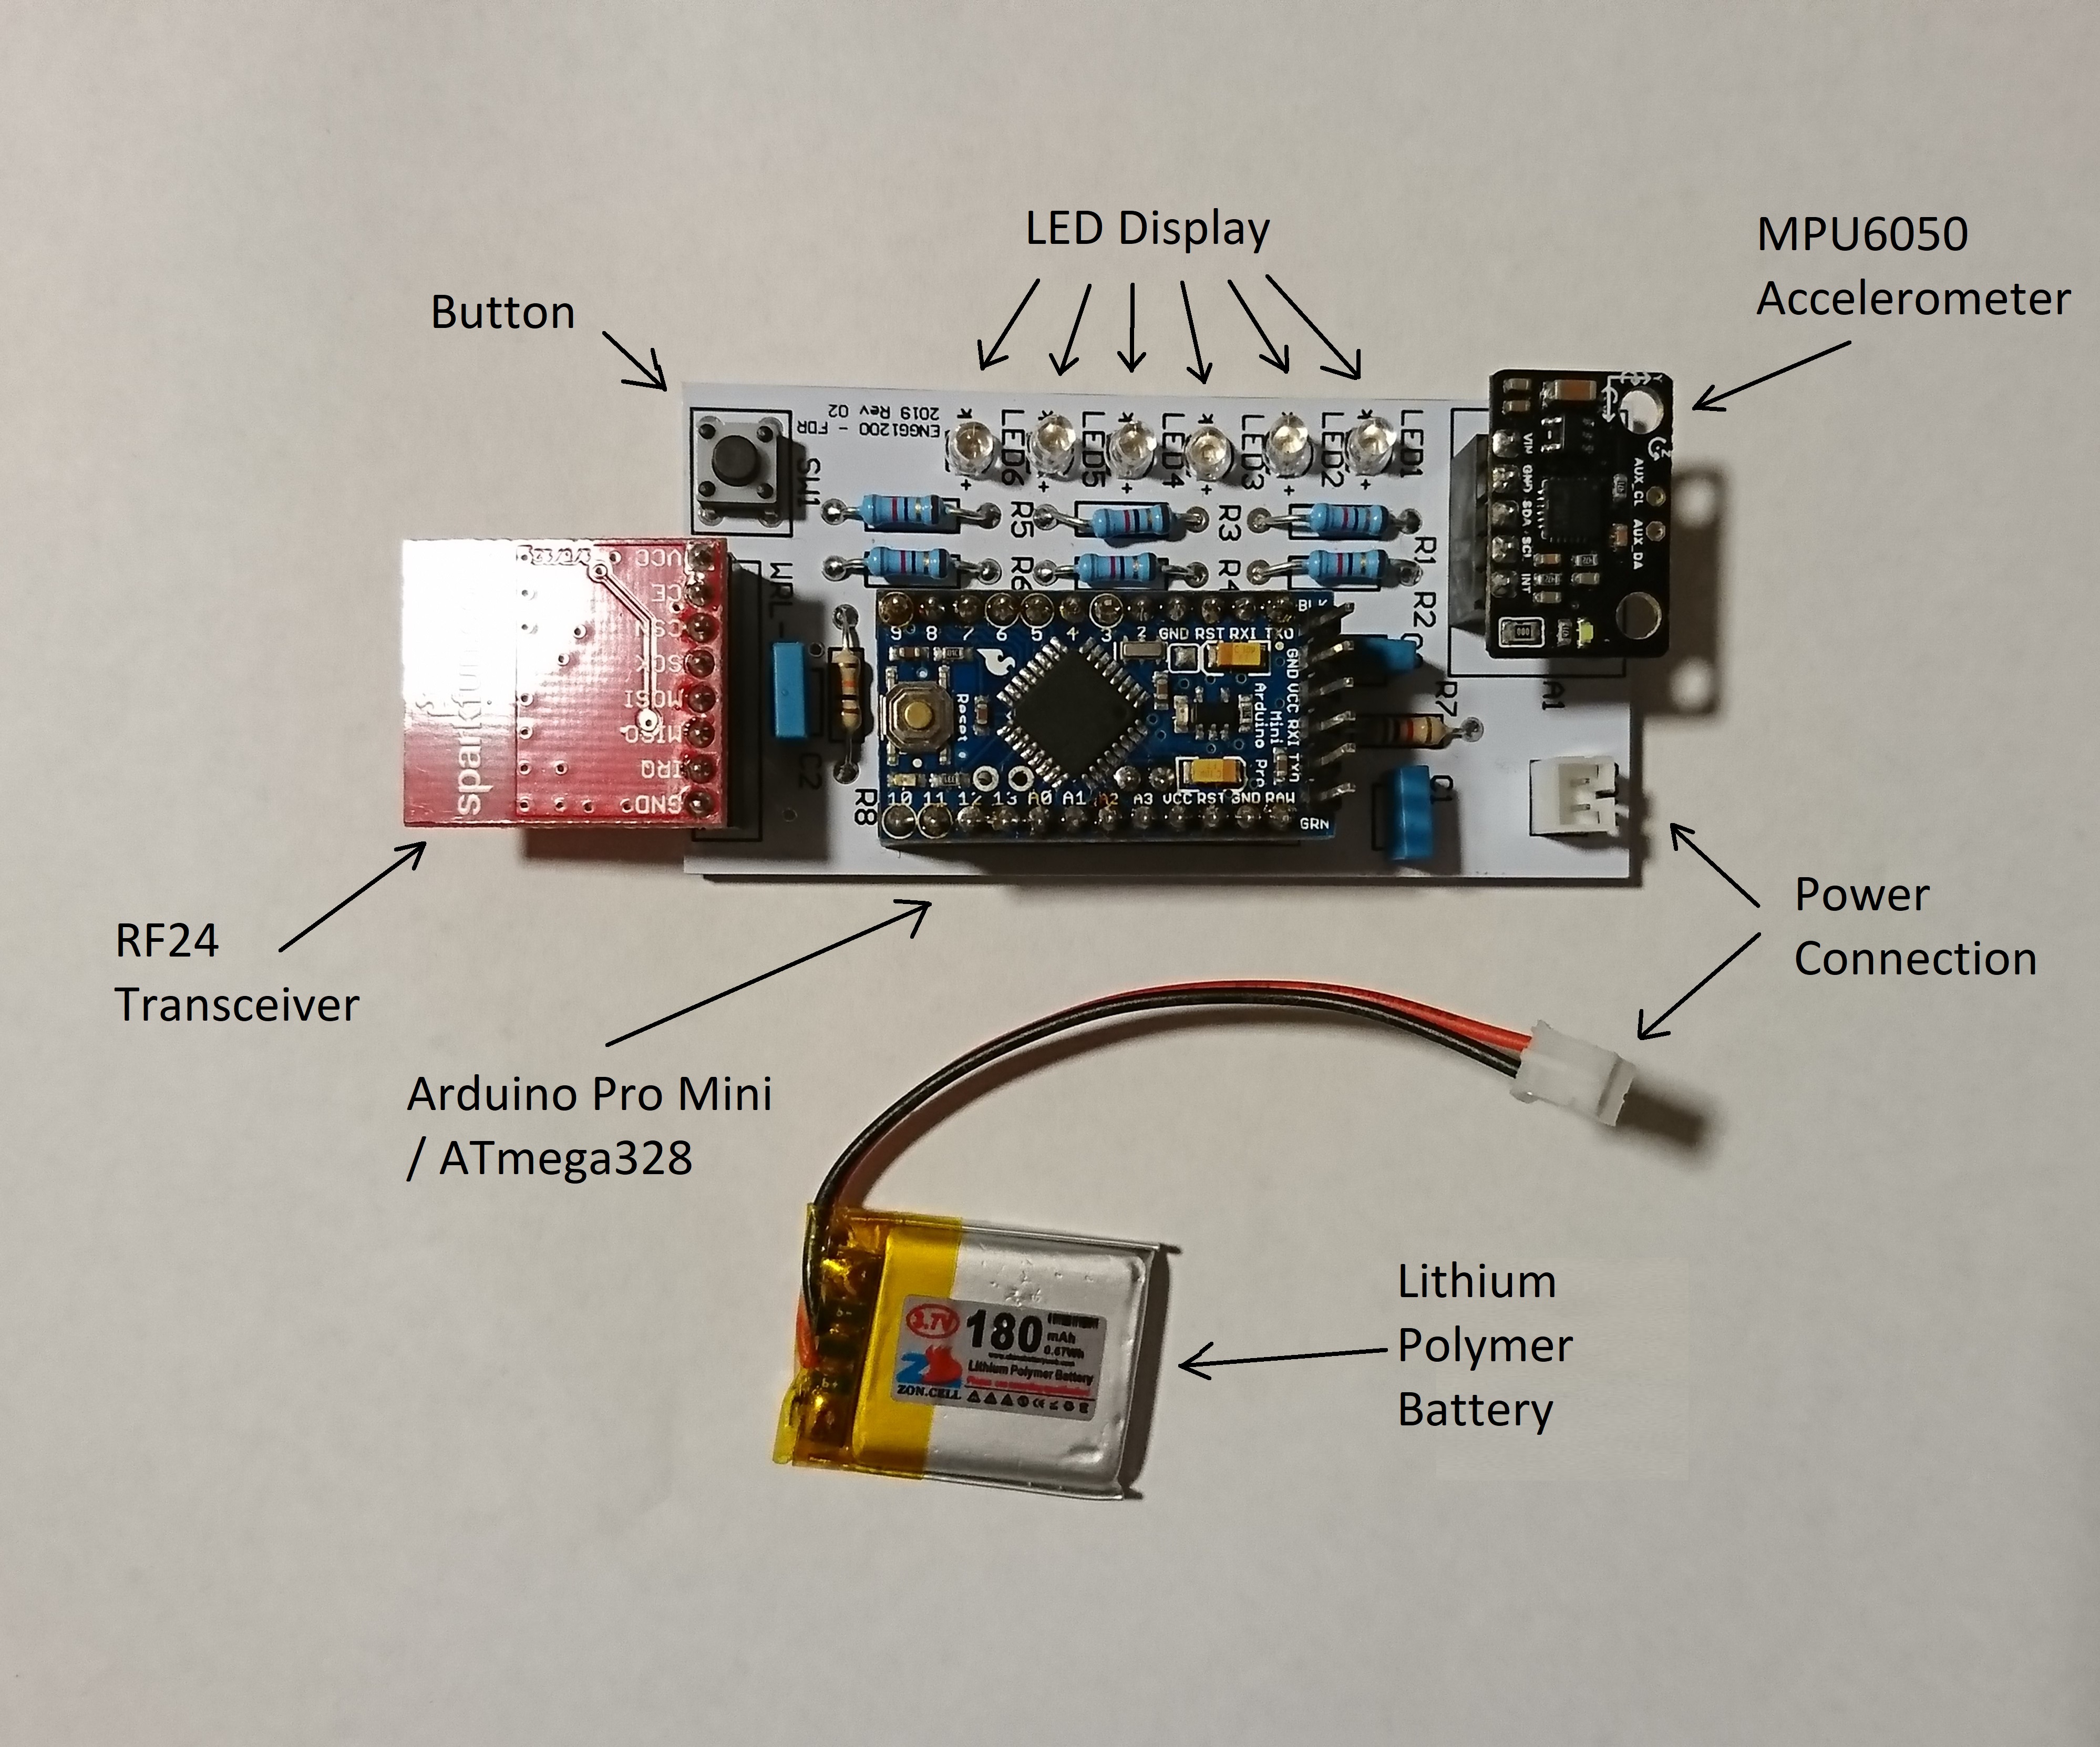 LED Display
MPU6050
Accelerometer
Button
ENGG1200 - FDR
2019 Rev 02
SW1
LED6
LED5
LED4
LED3
LED2
LED1
R5
R3
R1
R6
R4
R2
VIN GND SDA SCL INT
AUX_CL AUX_DA
A1
WRL-
VCC
CE
CSN
SCK
MOSI
MISO
IRQ
GND
sparkfun
C2
R8
9 8 7 6 5 4 3 2 GND RST RXI TXO
BLK
GND VCC RXI TXO
Reset
Arduino Pro
Mini
10 11 12 13 A0 A1 A2 A3 VCC RST GND RAW
GRN
R7
C1
RF24
Transceiver
Power
Connection
Arduino Pro Mini
/ ATmega328
3.7V
180
mAh
0.67Wh
Lithium Polymer Battery
ZON.CELL
b-
b+
Lithium
Polymer
Battery